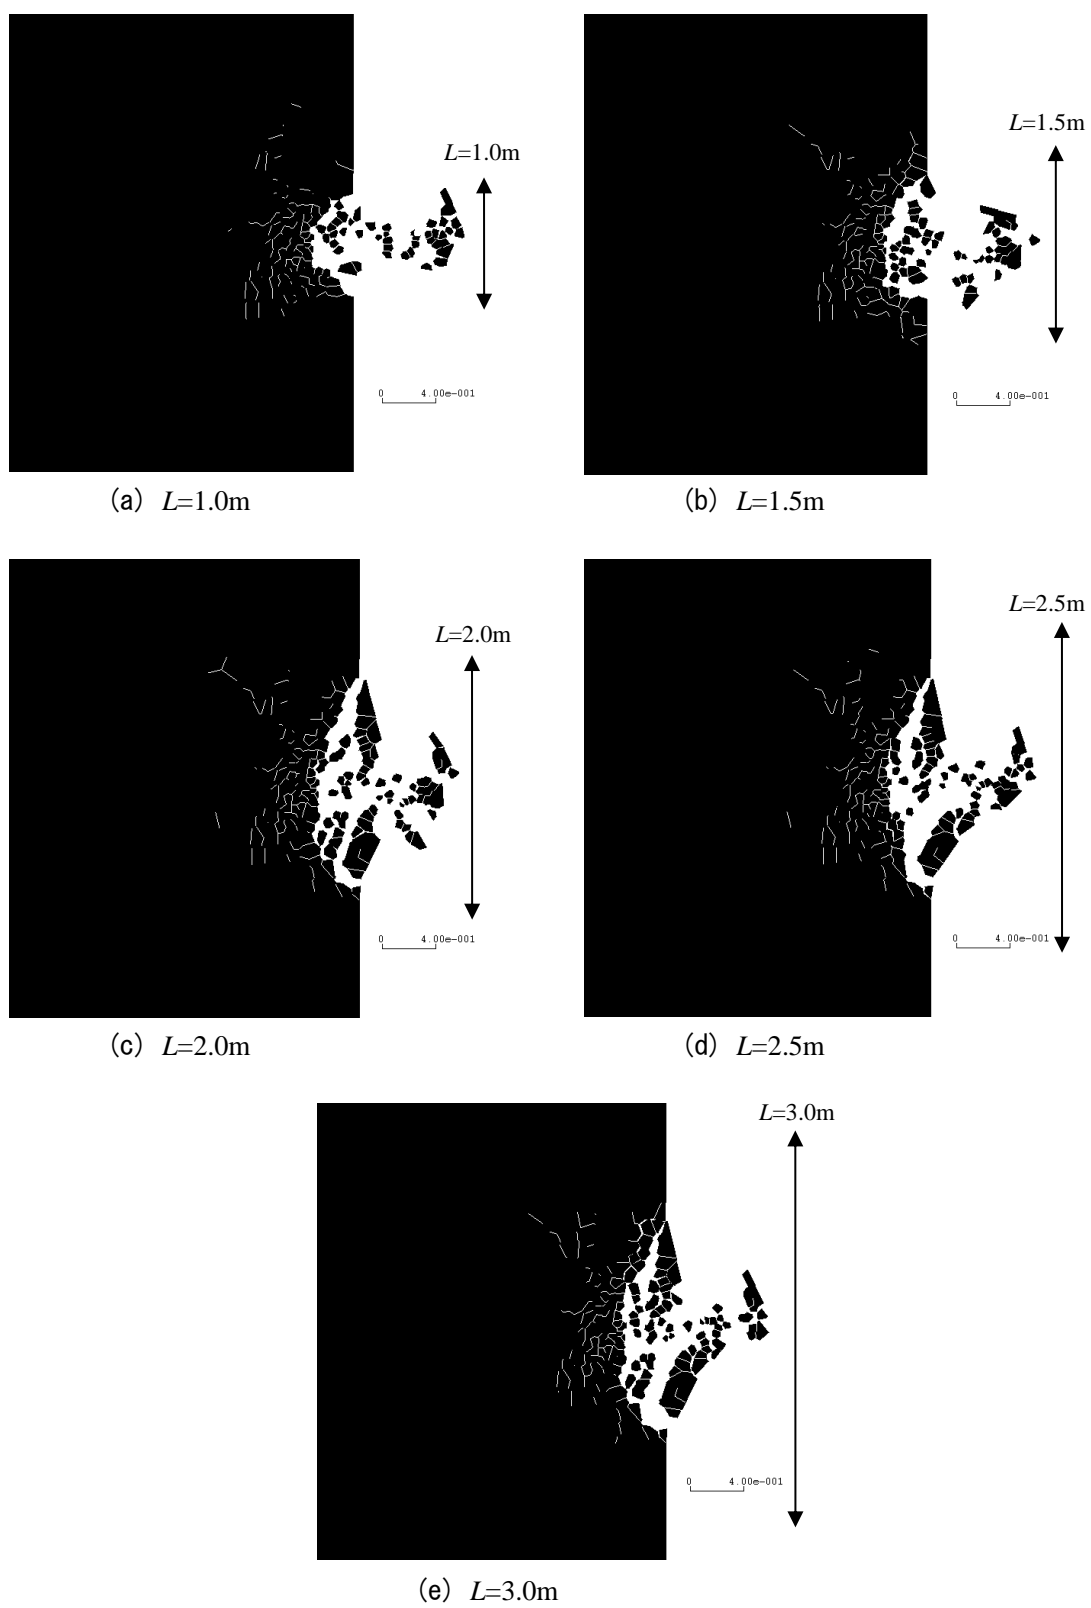 L=1.0m
0 4.00e-001
(a) L=1.0m
L=1.5m
0 4.00e-001
(b) L=1.5m
L=2.0m
0 4.00e-001
(c) L=2.0m
L=2.5m
0 4.00e-001
(d) L=2.5m
L=3.0m
0 4.00e-001
(e) L=3.0m